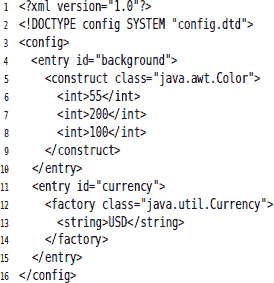 1 <?xml version="1.0"?>
2 <!DOCTYPE config SYSTEM "config.dtd">
3 <config>
4   <entry id="background">
5     <construct class="java.awt.Color">
6       <int>55</int>
7       <int>200</int>
8       <int>100</int>
9     </construct>
10   </entry>
11   <entry id="currency">
12     <factory class="java.util.Currency">
13       <string>USD</string>
14     </factory>
15   </entry>
16 </config>